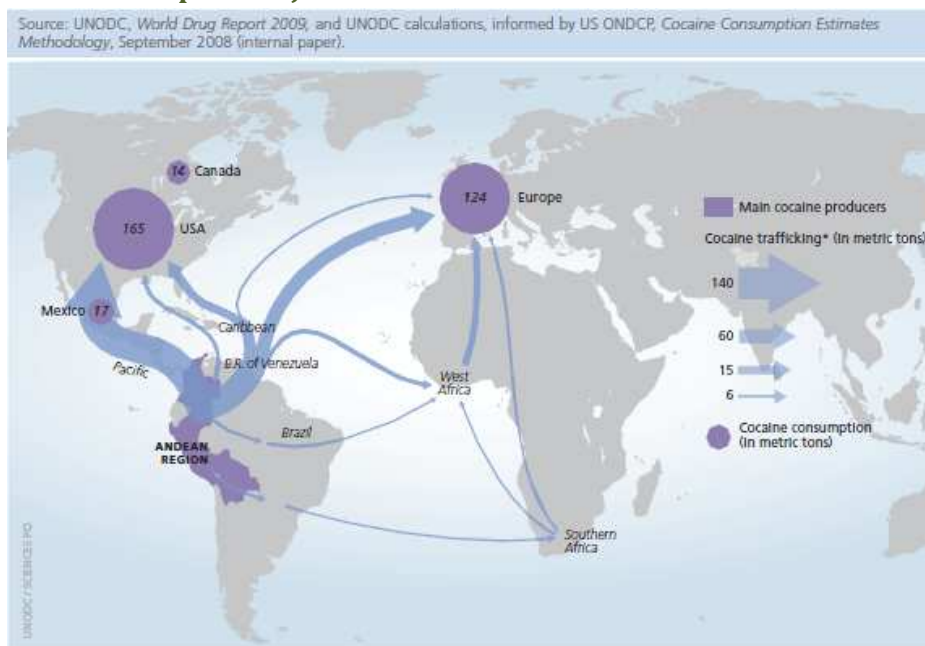 Source: UNODC, World Drug Report 2009, and UNODC calculations, informed by US ONDCP, Cocaine Consumption Estimates
Methodology, September 2008 (internal paper).
14 Canada
165 USA
124 Europe
Main cocaine producers
Cocaine trafficking* (in metric tons)
140
60
15
6
Cocaine consumption
(in metric tons)
Mexico 17
Caribbean
Pacific
B.R. of Venezuela
West
Africa
Brazil
ANDEAN
REGION
Southern
Africa
UNODC / SCIENCES PO